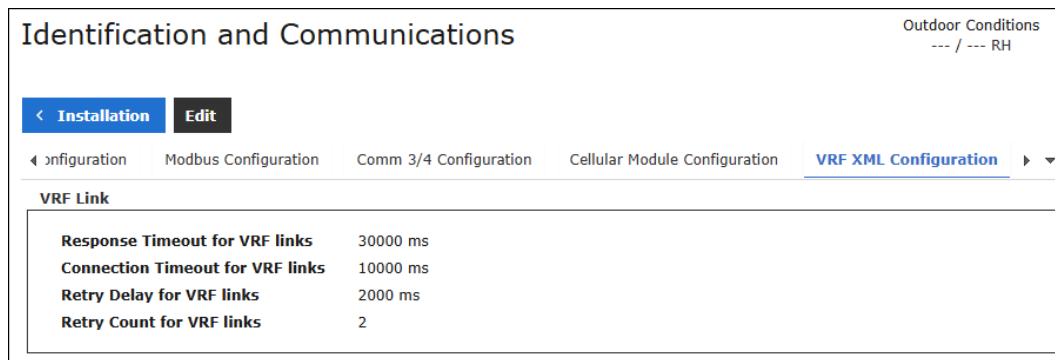 Identification and Communications
Outdoor Conditions
--- / --- RH
< Installation Edit
onfiguration Modbus Configuration Comm 3/4 Configuration Cellular Module Configuration VRF XML Configuration
VRF Link
Response Timeout for VRF links 30000 ms
Connection Timeout for VRF links 10000 ms
Retry Delay for VRF links 2000 ms
Retry Count for VRF links 2